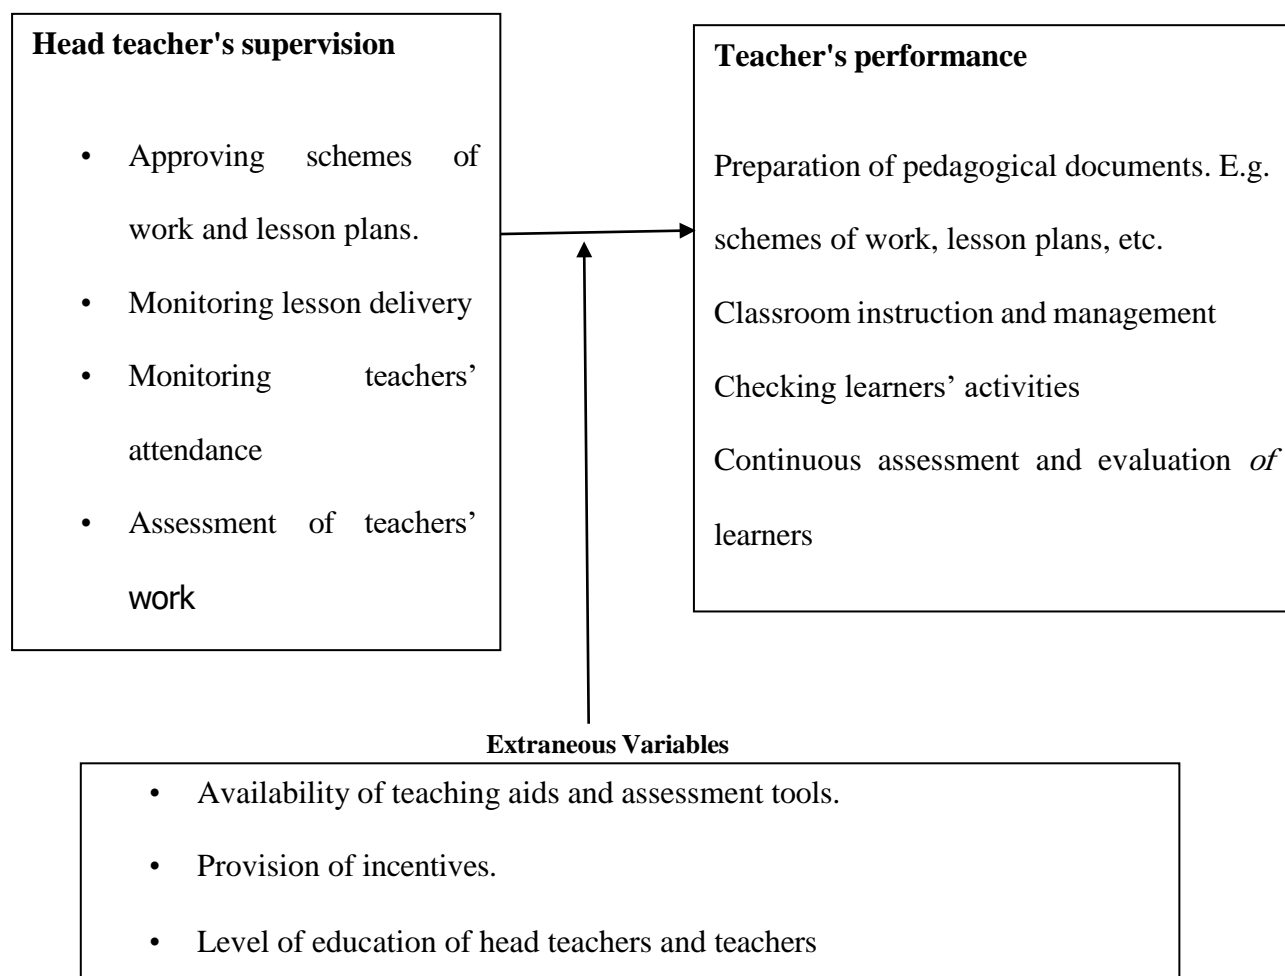 Head teacher's supervision
• Approving schemes of
work and lesson plans.
• Monitoring lesson delivery
• Monitoring teachers’
attendance
• Assessment of teachers’
work
Teacher's performance
Preparation of pedagogical documents. E.g.
schemes of work, lesson plans, etc.
Classroom instruction and management
Checking learners’ activities
Continuous assessment and evaluation of
learners
Extraneous Variables
• Availability of teaching aids and assessment tools.
• Provision of incentives.
• Level of education of head teachers and teachers